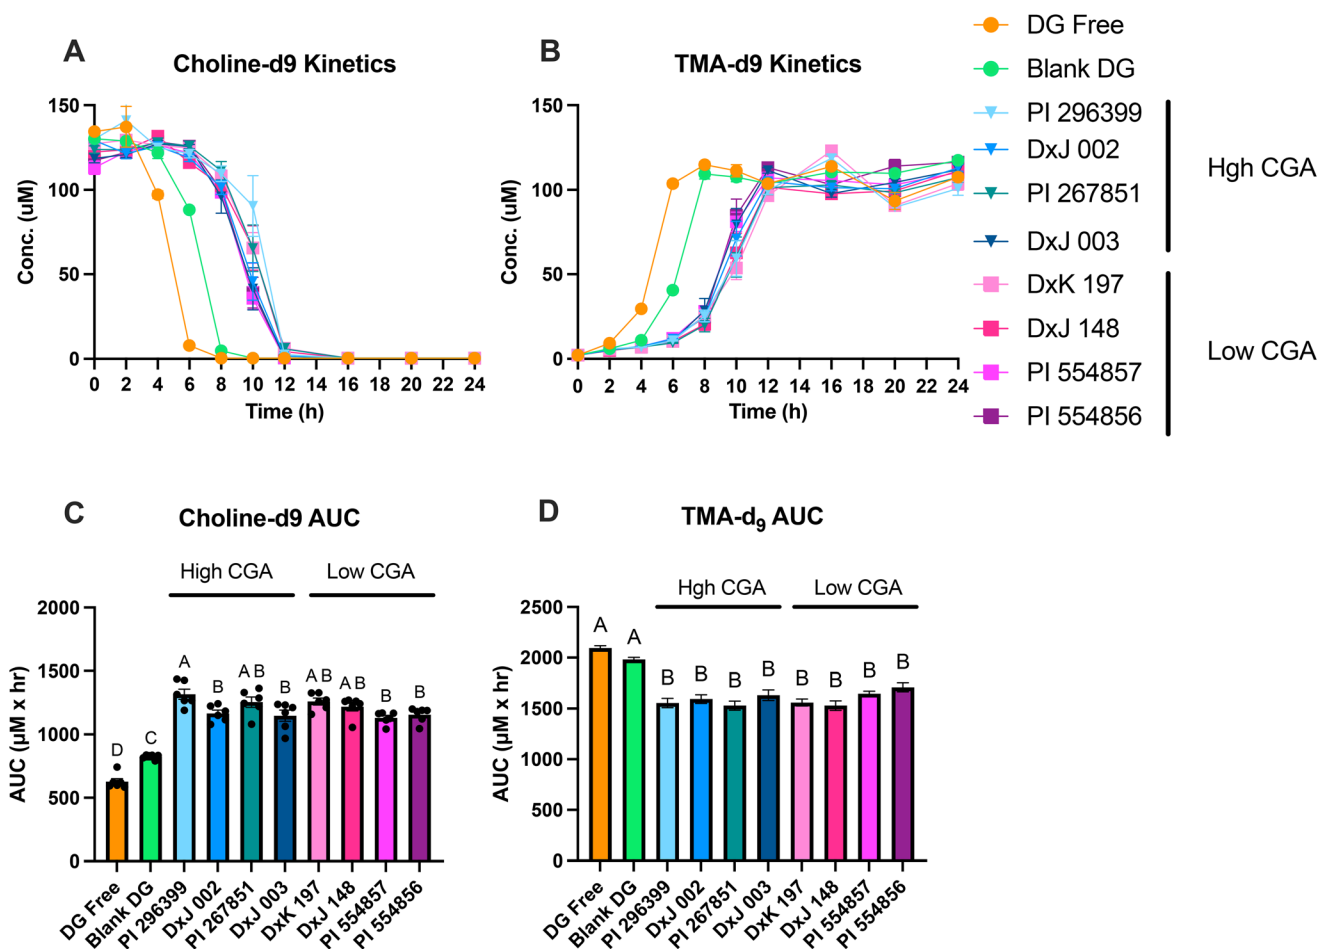 A
Choline-d9 Kinetics
150
100
50
0
Conc. (uM)
0 2 4 6 8 10 12 14 16 18 20 22 24
Time (h)
B
TMA-d9 Kinetics
150
100
50
0
Conc. (uM)
0 2 4 6 8 10 12 14 16 18 20 22 24
Time (h)
DG Free
Blank DG
PI 296399
DxJ 002
PI 267851
DxJ 003
Hgh CGA
DxK 197
DxJ 148
PI 554857
PI 554856
Low CGA
C
Choline-d9 AUC
High CGA Low CGA
2000
1500
1000
500
0
AUC (µM x hr)
D C A B A B B A B A B B B
DG Free
Blank DG
PI 296399
DxJ 002
PI 267851
DxJ 003
DxK 197
DxJ 148
PI 554857
PI 554856
D
TMA-d9 AUC
Hgh CGA Low CGA
2500
2000
1500
1000
500
0
AUC (µM x hr)
A A B B B B B B B B
DG Free
Blank DG
PI 296399
DxJ 002
PI 267851
DxJ 003
DxK 197
DxJ 148
PI 554857
PI 554856